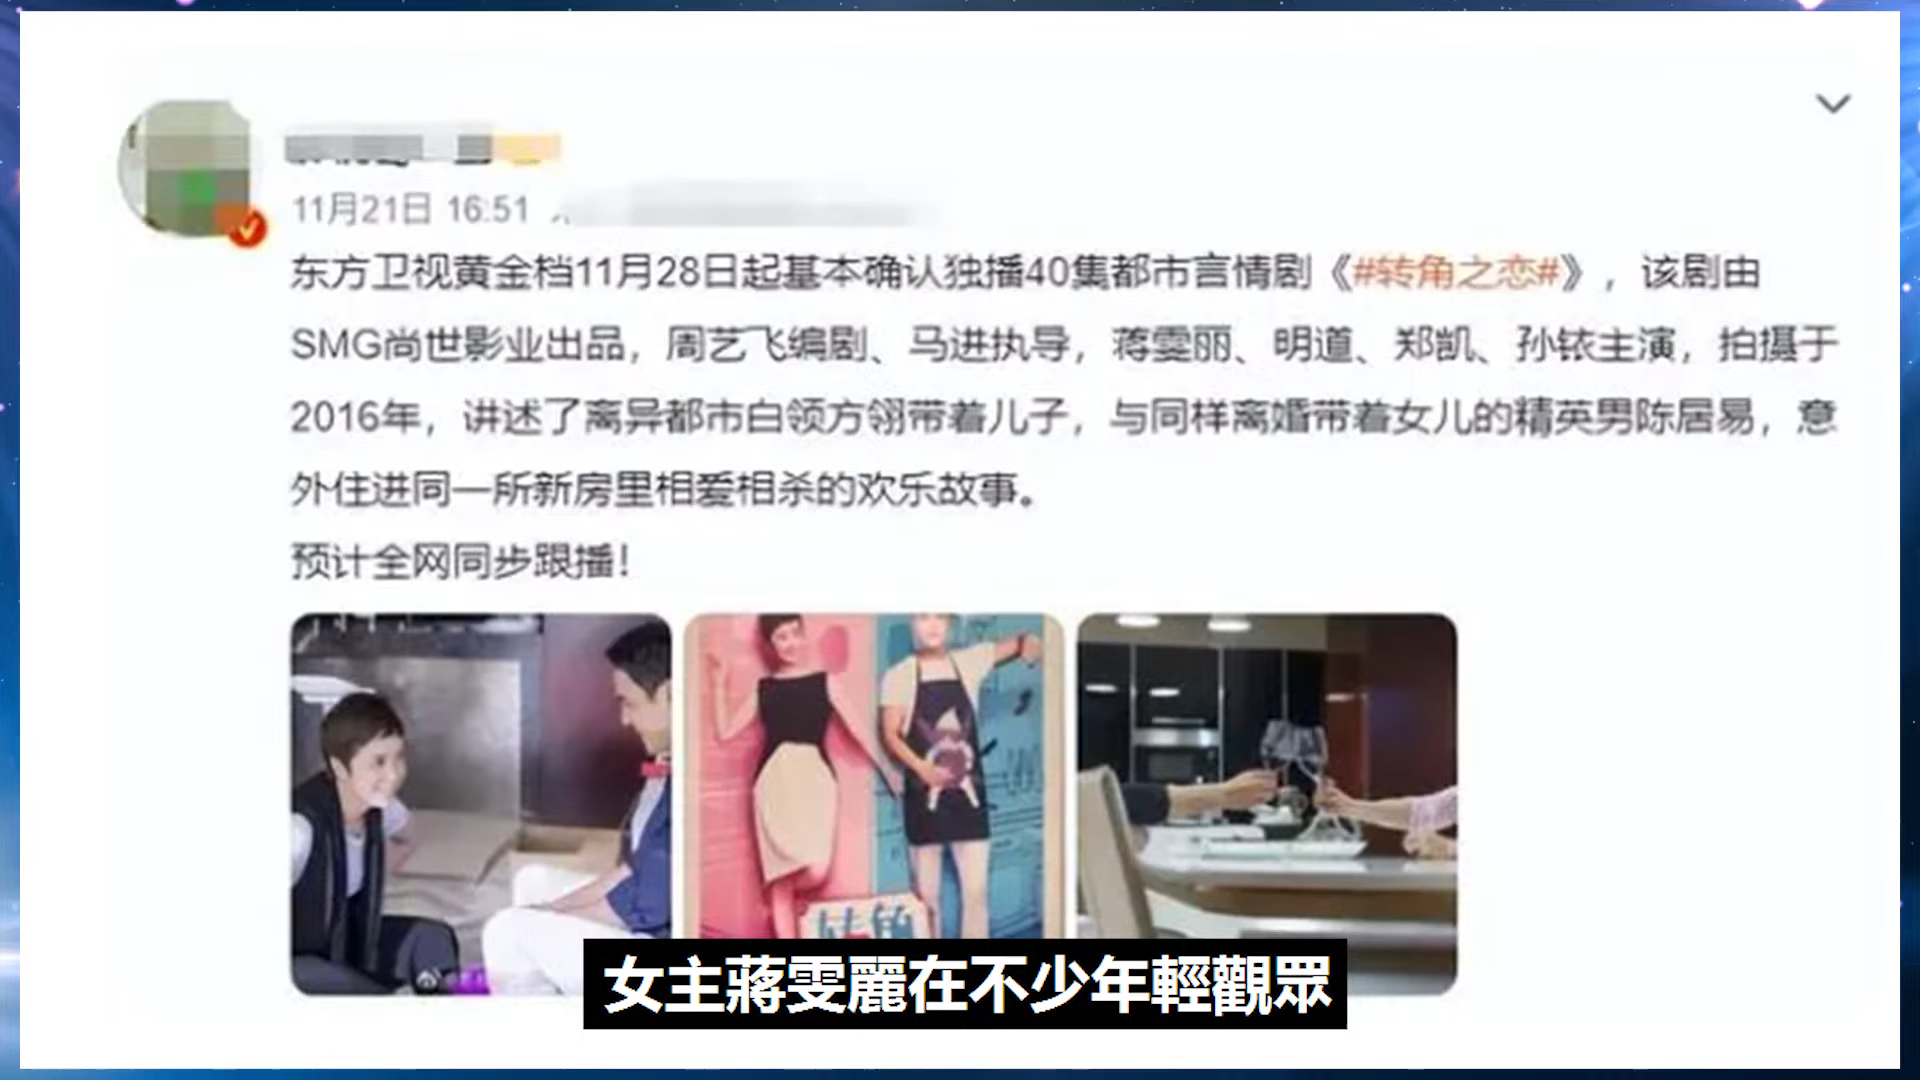 11月21日 16:51
东方卫视黄金档11月28日起基本确认独播40集都市言情剧《#转角之恋#》，该剧由
SMG尚世影业出品，周艺飞编剧、马进执导，蒋雯丽、明道、郑凯、孙铱主演，拍摄于
2016年，讲述了离异都市白领方翎带着儿子，与同样离婚带着女儿的精英男陈居易，意
外住进同一所新房里相爱相杀的欢乐故事。
预计全网同步跟播！
转角
女主蔣雯麗在不少年輕觀眾